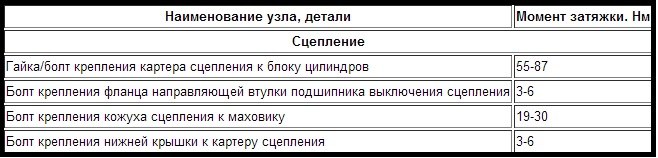 Наименование узла, детали Момент затяжки. Нм
Сцепление
Гайка/болт крепления картера сцепления к блоку цилиндров 55-87
Болт крепления фланца направляющей втулки подшипника выключения сцепления 3-6
Болт крепления кожуха сцепления к маховику 19-30
Болт крепления нижней крышки к картеру сцепления 3-6